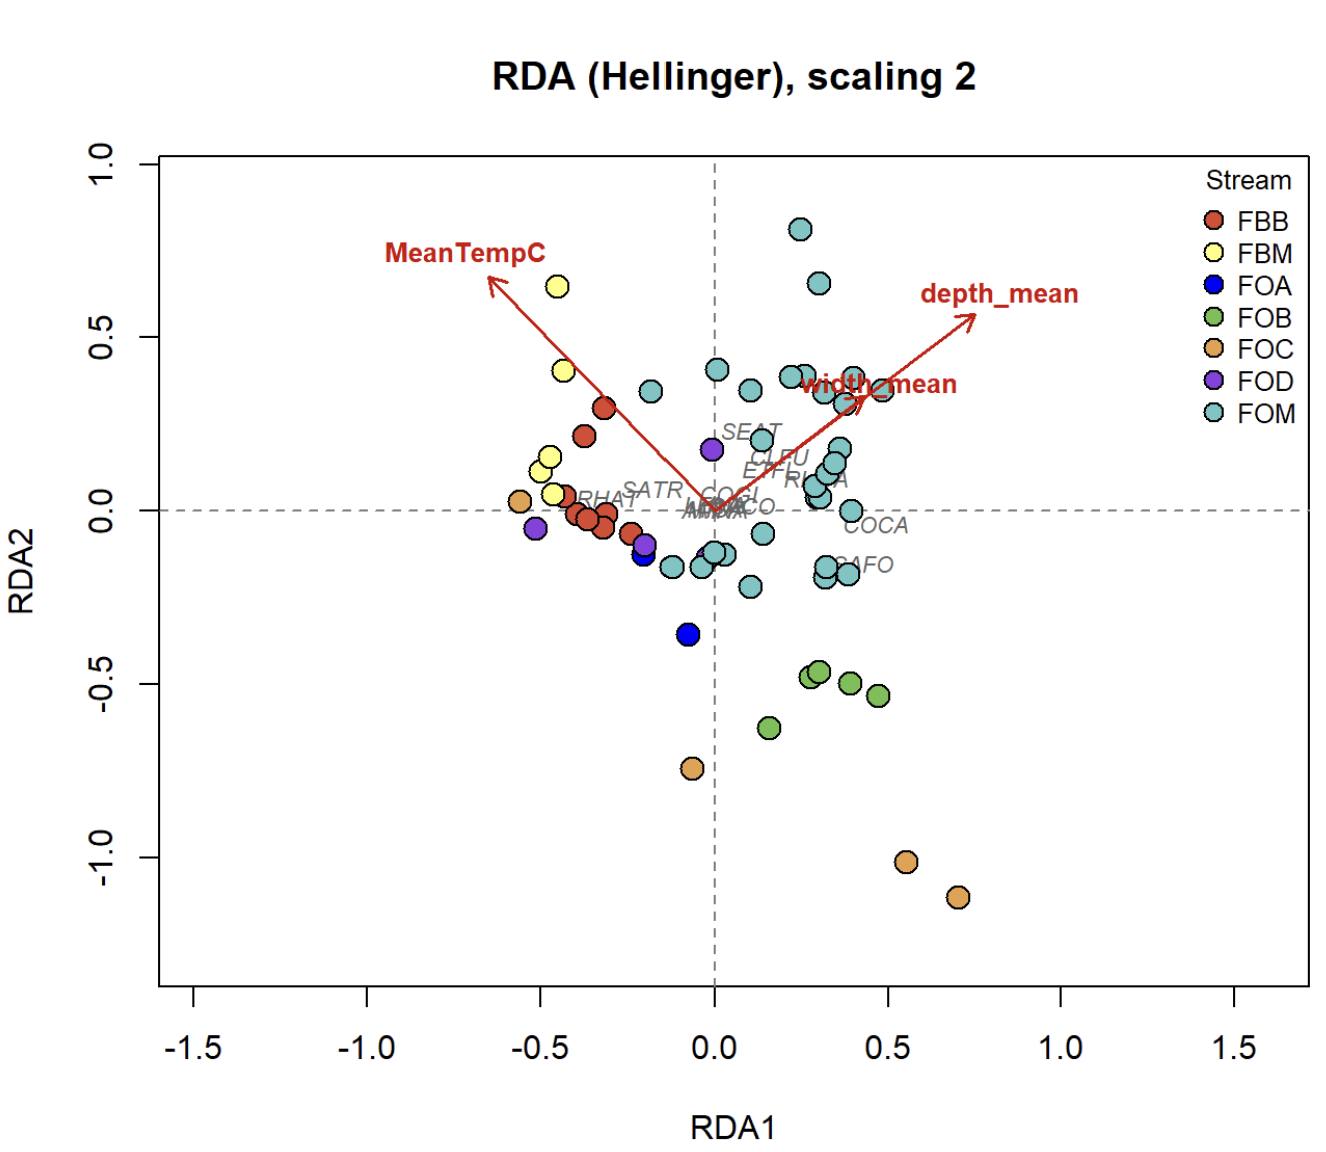 RDA (Hellinger), scaling 2
1.0
0.5
0.0
-0.5
-1.0
RDA2
Stream
FBB
FBM
FOA
FOB
FOC
FOD
FOM
MeanTempC
depth_mean
width_mean
SEAT
SATR
RHAT
COCA
-1.5
-1.0
-0.5
0.0
0.5
1.0
1.5
RDA1